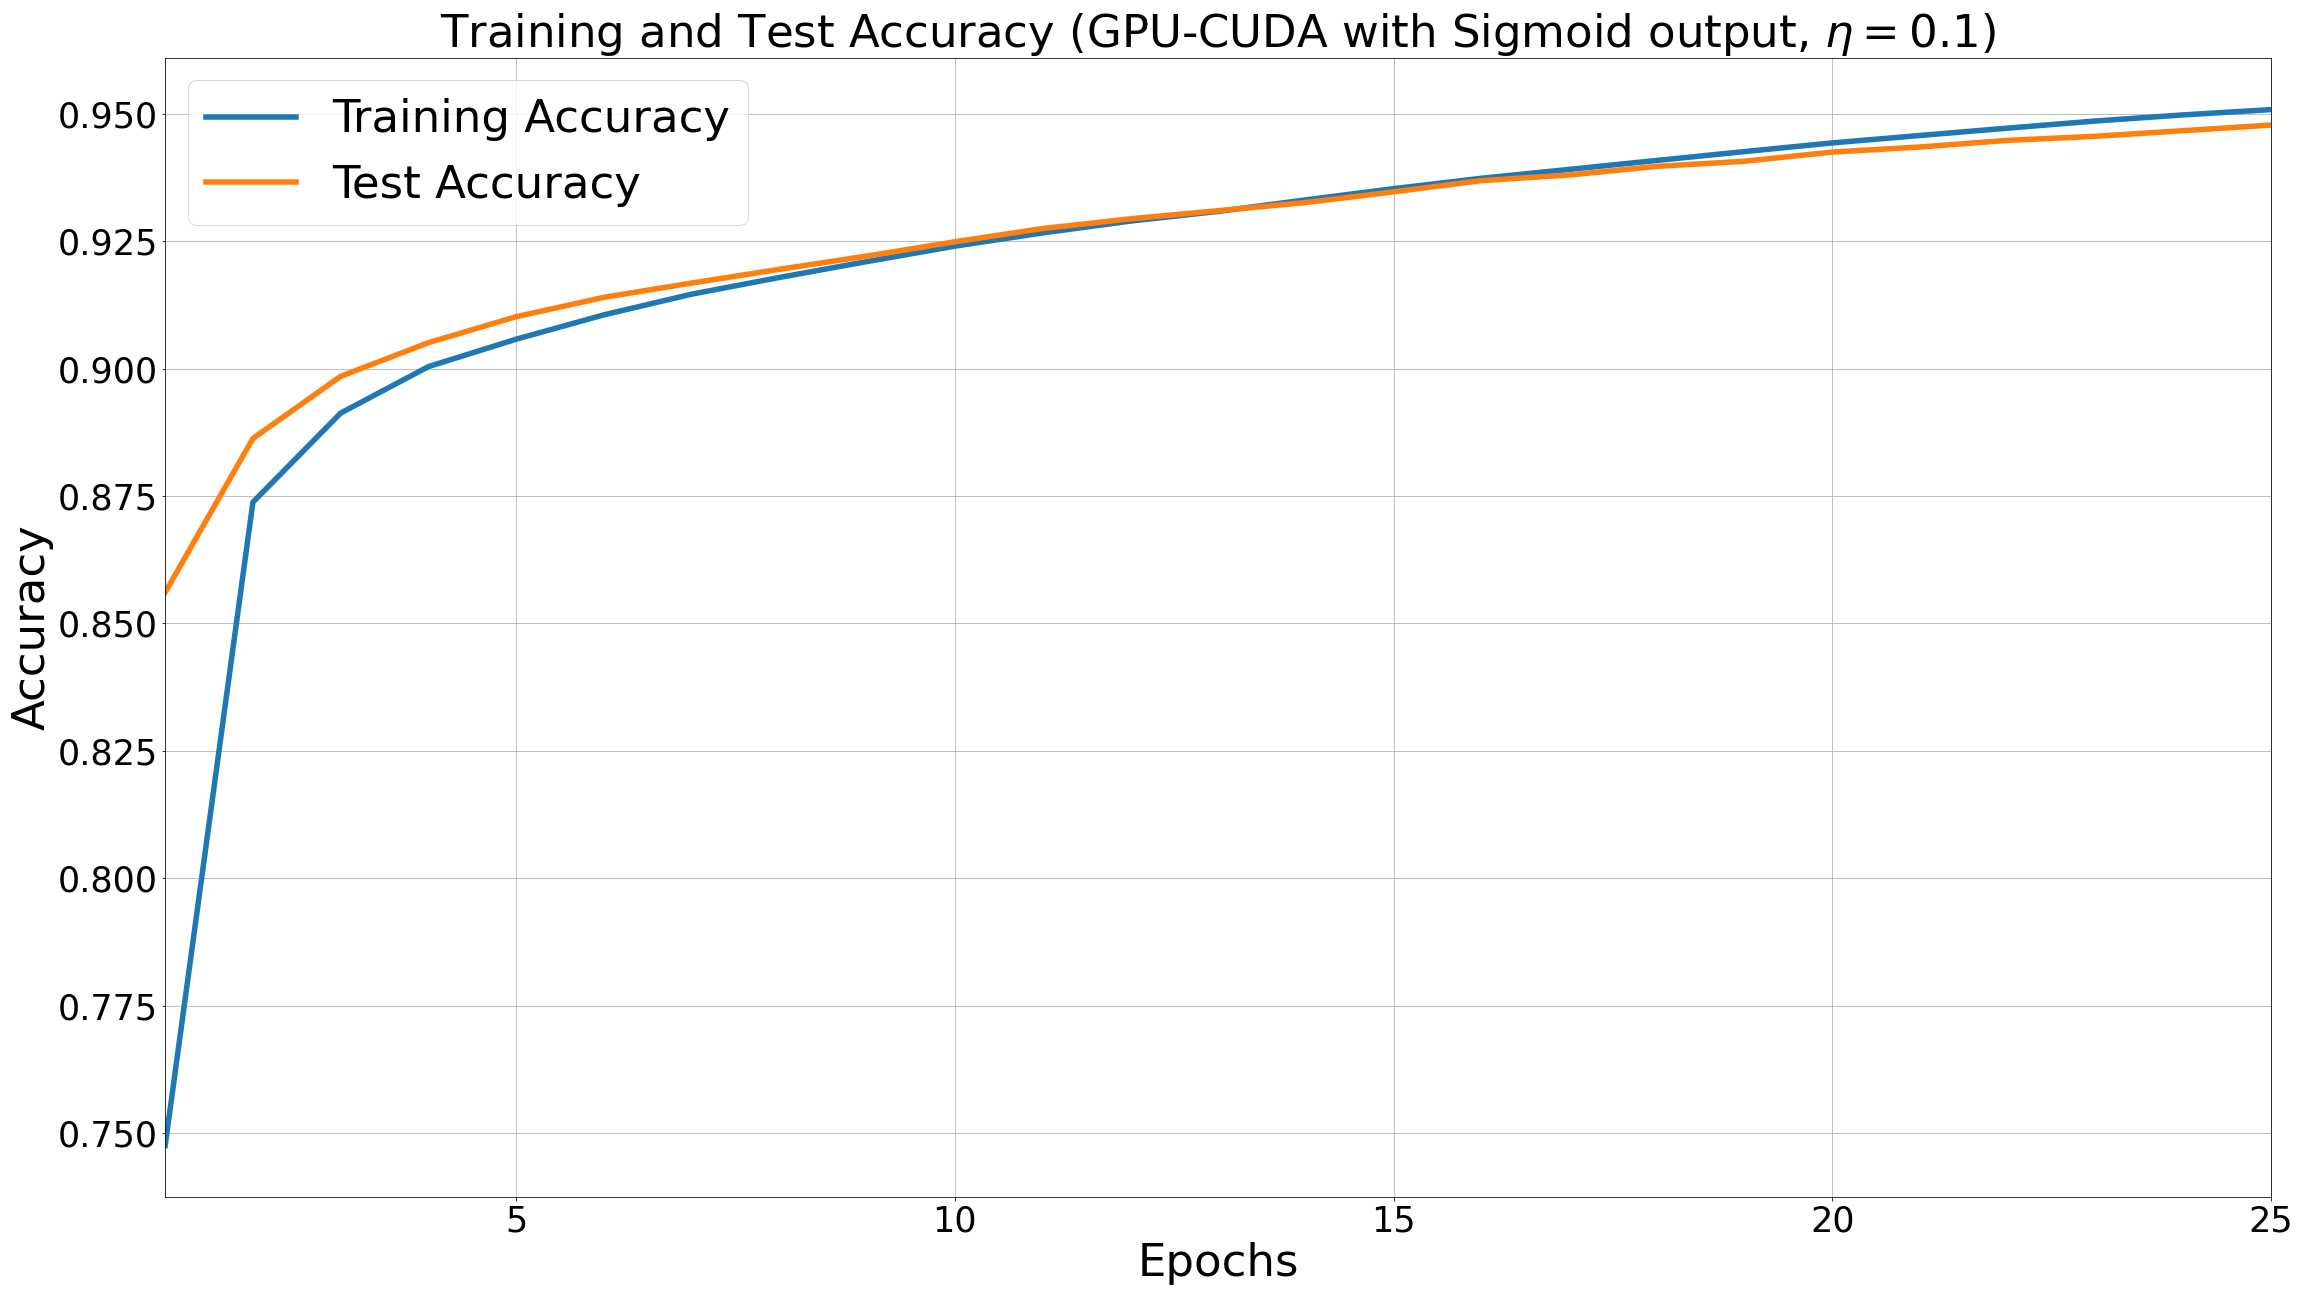 Training and Test Accuracy (GPU-CUDA with Sigmoid output, η = 0.1)
Training Accuracy
Test Accuracy
Accuracy
0.950
0.925
0.900
0.875
0.850
0.825
0.800
0.775
0.750
5
10
15
20
25
Epochs